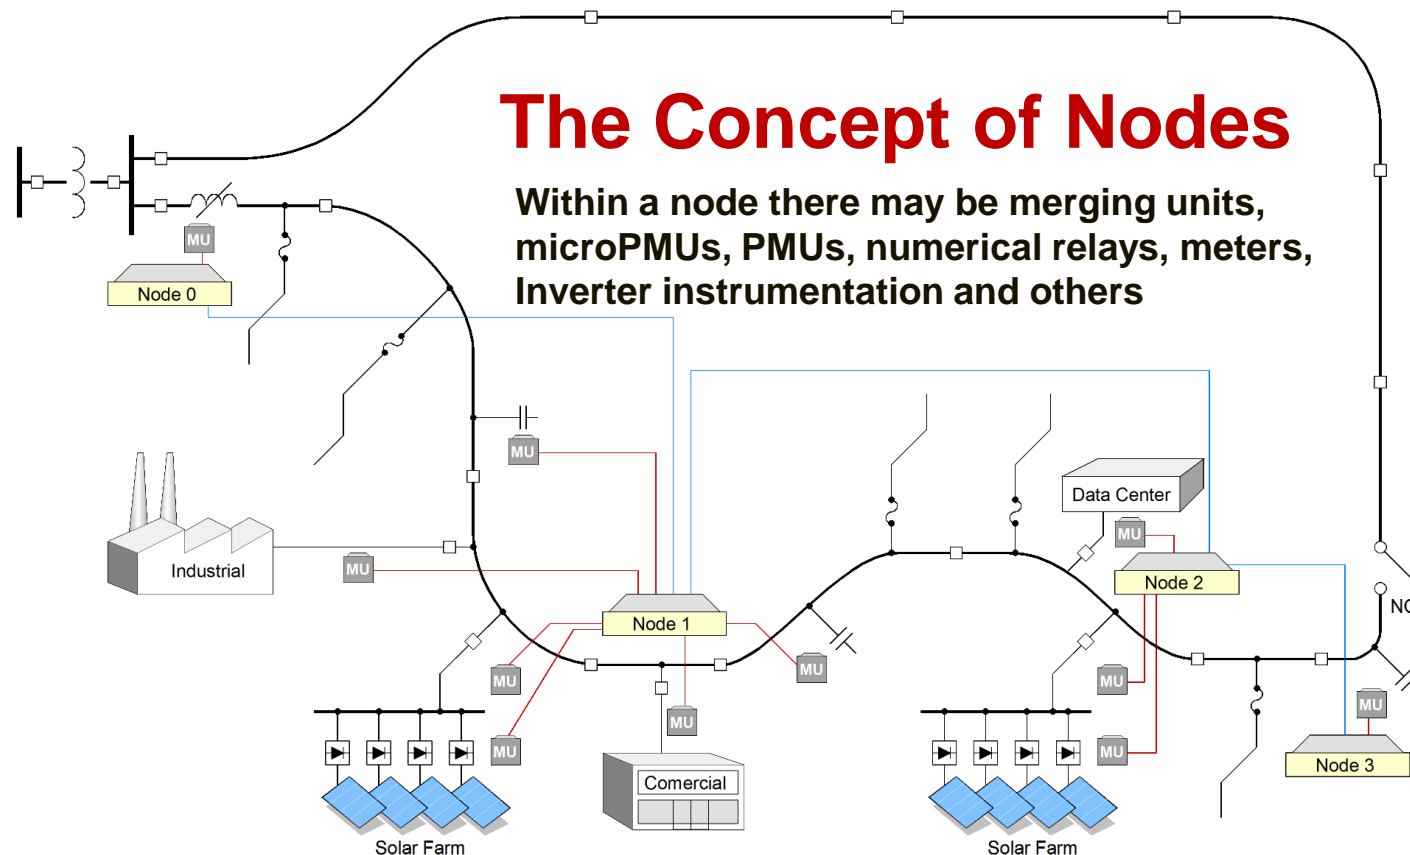 The Concept of Nodes
Within a node there may be merging units,
microPMUs, PMUs, numerical relays, meters,
Inverter instrumentation and others
MU
Node 0
MU
Industrial
MU
Data Center
MU
Node 2
Node 1
MU
MU
MU
MU
MU
MU
MU
MU
Node 3
Comercial
Solar Farm
Solar Farm